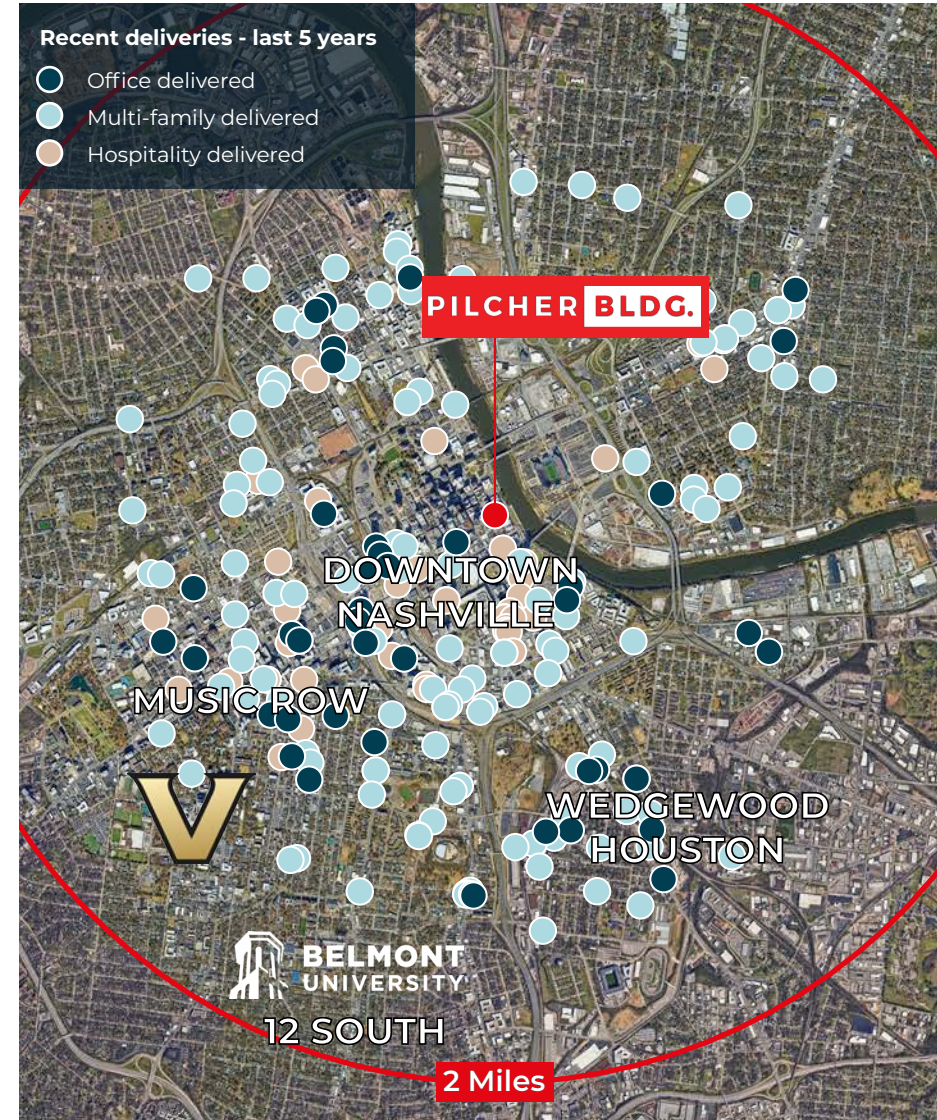 Recent deliveries - last 5 years
Office delivered
Multi-family delivered
Hospitality delivered
PILCHER BLDG.
DOWNTOWN
NASHVILLE
MUSIC ROW
V
WEDGEWOOD
HOUSTON
BELMONT
UNIVERSITY
12 SOUTH
2 Miles